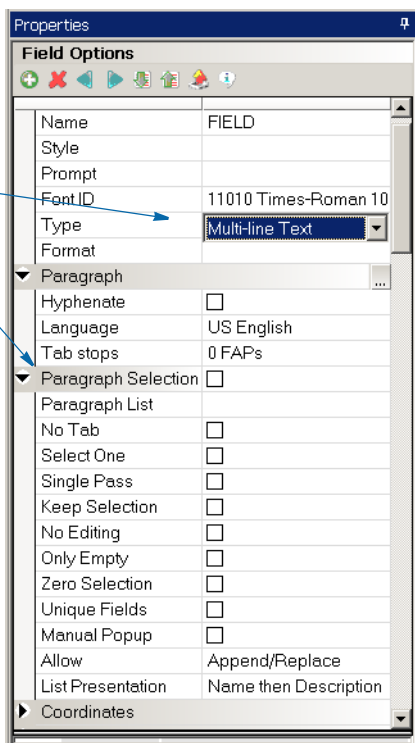 Properties
Field Options
Name FIELD
Style
Prompt
Font ID 11010 Times-Roman 10
Type Multi-line Text
Format
Paragraph ...
Hyphenate
Language US English
Tab stops 0 FAPs
Paragraph Selection
Paragraph List
No Tab
Select One
Single Pass
Keep Selection
No Editing
Only Empty
Zero Selection
Unique Fields
Manual Popup
Allow Append/Replace
List Presentation Name then Description
Coordinates